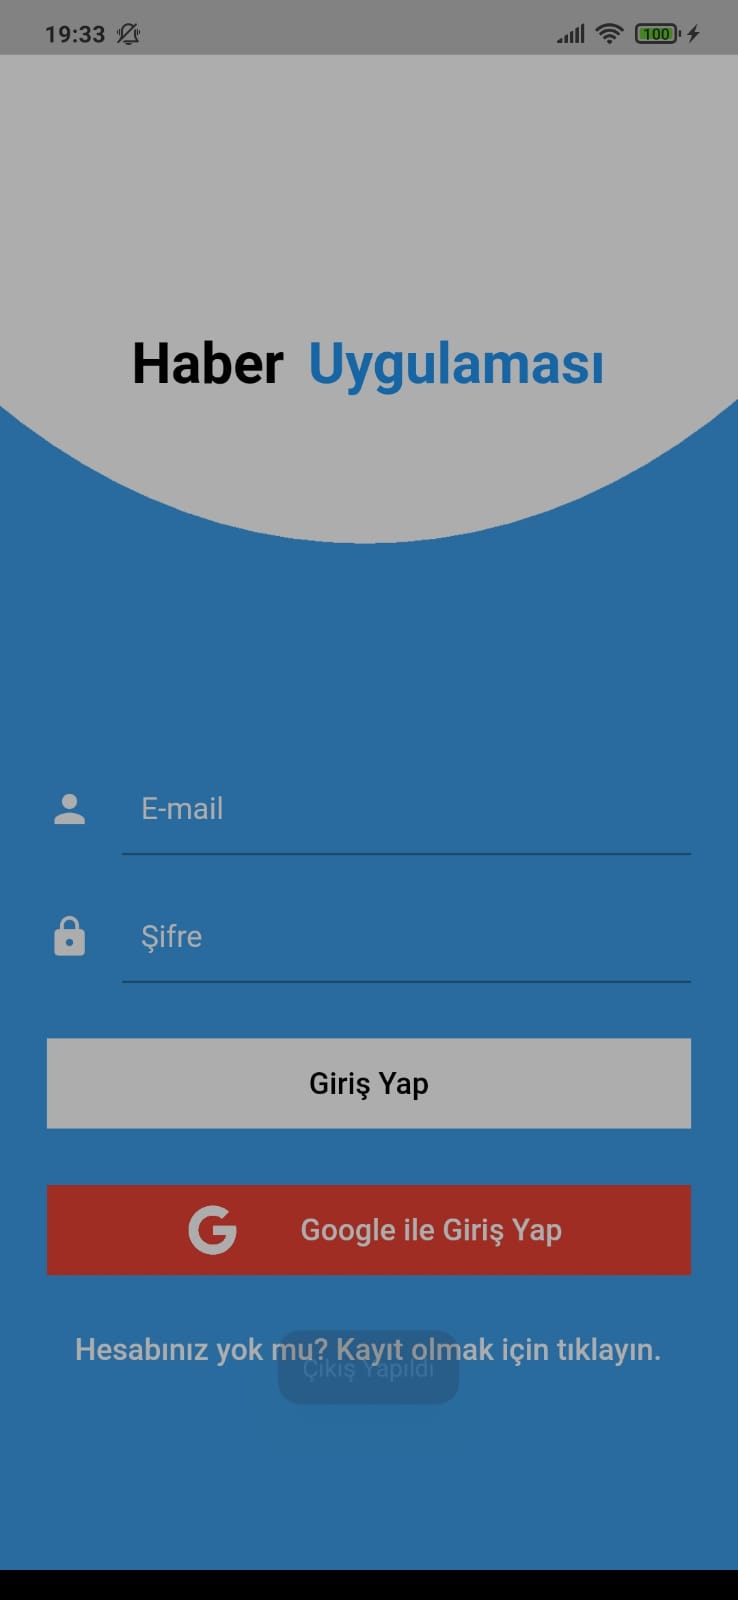 19:33
100
Haber Uygulaması
E-mail
Şifre
Giriş Yap
G Google ile Giriş Yap
Hesabınız yok mu? Kayıt olmak için tıklayın.
Çıkış Yapıldı